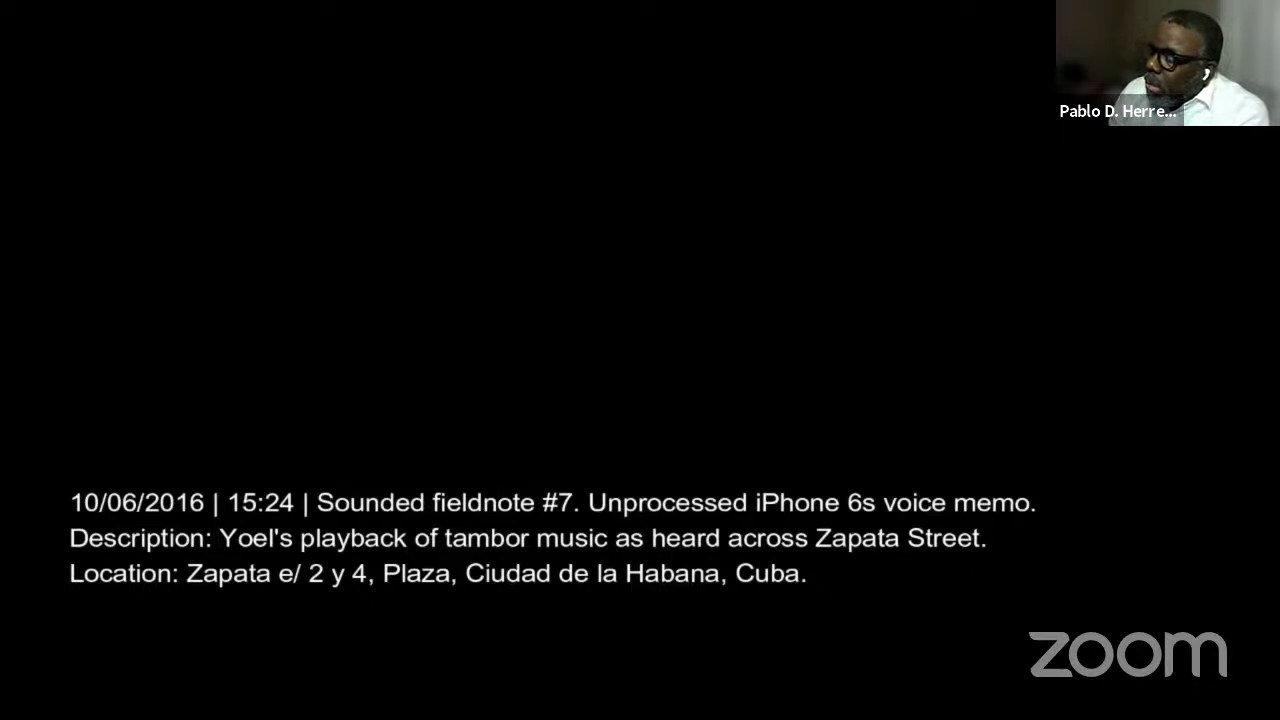 Pablo D. Herre...
10/06/2016 | 15:24 | Sounded fieldnote #7. Unprocessed iPhone 6s voice memo.
Description: Yoel's playback of tambor music as heard across Zapata Street.
Location: Zapata e/ 2 y 4, Plaza, Ciudad de la Habana, Cuba.
zoom